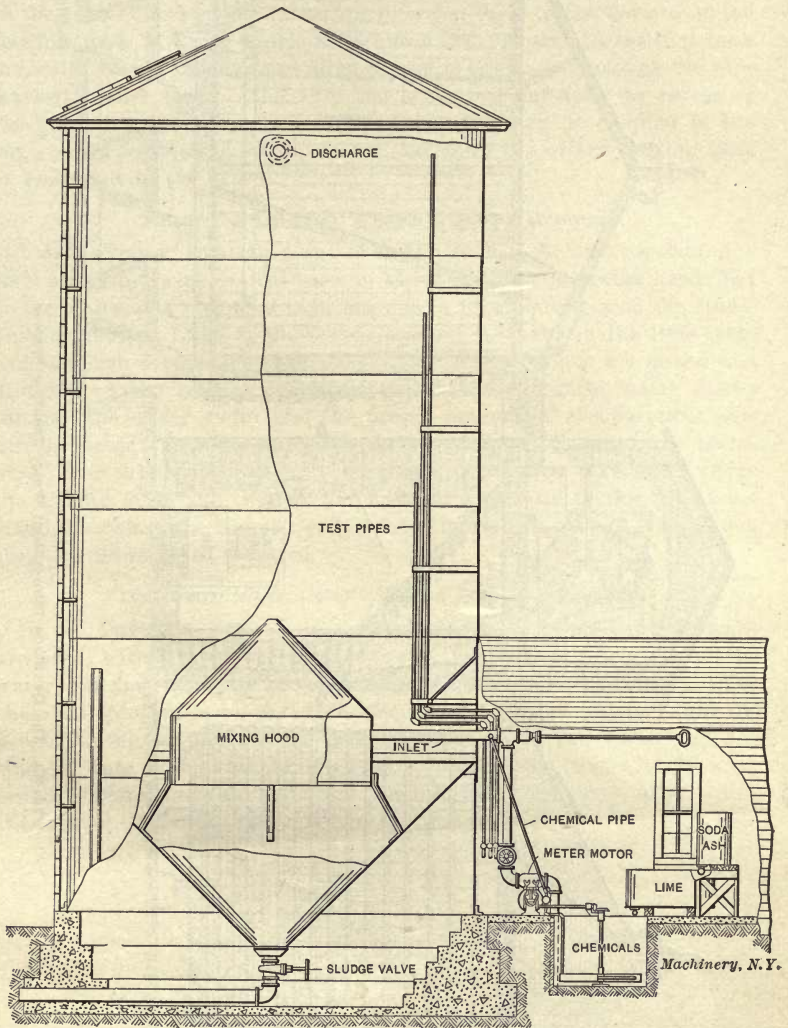 DISCHARGE
TEST PIPES
MIXING HOOD
INLET
CHEMICAL PIPE
SODA
ASH
METER MOTOR
LIME
CHEMICALS
SLUDGE VALVE
Machinery, N.Y.